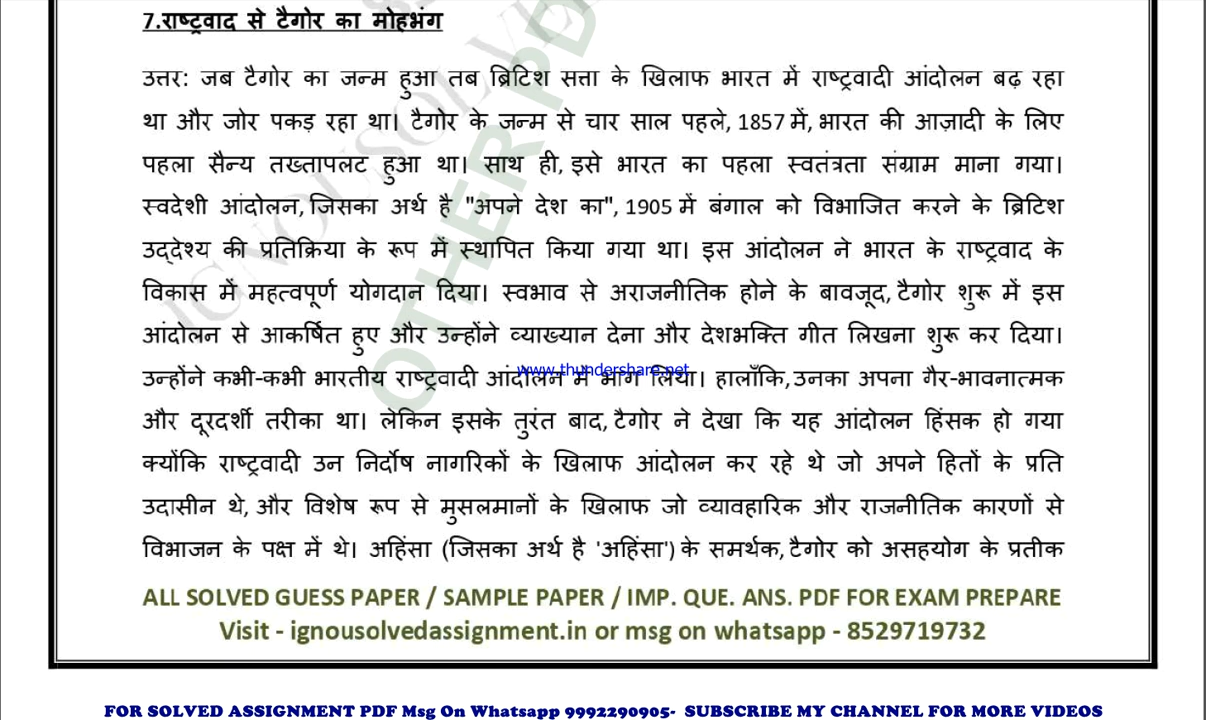 7.राष्ट्रवाद से टैगोर का मोहभंग
उत्तर: जब टैगोर का जन्म हुआ तब ब्रिटिश सत्ता के खिलाफ भारत में राष्ट्रवादी आंदोलन बढ़ रहा
था और जोर पकड़ रहा था। टैगोर के जन्म से चार साल पहले, 1857 में, भारत की आज़ादी के लिए
पहला सैन्य तख्तापलट हुआ था। साथ ही, इसे भारत का पहला स्वतंत्रता संग्राम माना गया।
स्वदेशी आंदोलन, जिसका अर्थ है "अपने देश का", 1905 में बंगाल को विभाजित करने के ब्रिटिश
उद्देश्य की प्रतिक्रिया के रूप में स्थापित किया गया था। इस आंदोलन ने भारत के राष्ट्रवाद के
विकास में महत्वपूर्ण योगदान दिया। स्वभाव से अराजनीतिक होने के बावजूद, टैगोर शुरू में इस
आंदोलन से आकर्षित हुए और उन्होंने व्याख्यान देना और देशभक्ति गीत लिखना शुरू कर दिया।
www.thundershare.net
उन्होंने कभी-कभी भारतीय राष्ट्रवादी आंदोलन में भाग लिया। हालाँकि, उनका अपना गैर-भावनात्मक
और दूरदर्शी तरीका था। लेकिन इसके तुरंत बाद, टैगोर ने देखा कि यह आंदोलन हिंसक हो गया
क्योंकि राष्ट्रवादी उन निर्दोष नागरिकों के खिलाफ आंदोलन कर रहे थे जो अपने हितों के प्रति
उदासीन थे, और विशेष रूप से मुसलमानों के खिलाफ जो व्यावहारिक और राजनीतिक कारणों से
विभाजन के पक्ष में थे। अहिंसा (जिसका अर्थ है 'अहिंसा') के समर्थक, टैगोर को असहयोग के प्रतीक
ALL SOLVED GUESS PAPER / SAMPLE PAPER / IMP. QUE. ANS. PDF FOR EXAM PREPARE
Visit - ignousolvedassignment.in or msg on whatsapp - 8529719732
FOR SOLVED ASSIGNMENT PDF Msg On Whatsapp 9992290905- SUBSCRIBE MY CHANNEL FOR MORE VIDEOS
OTHER PD